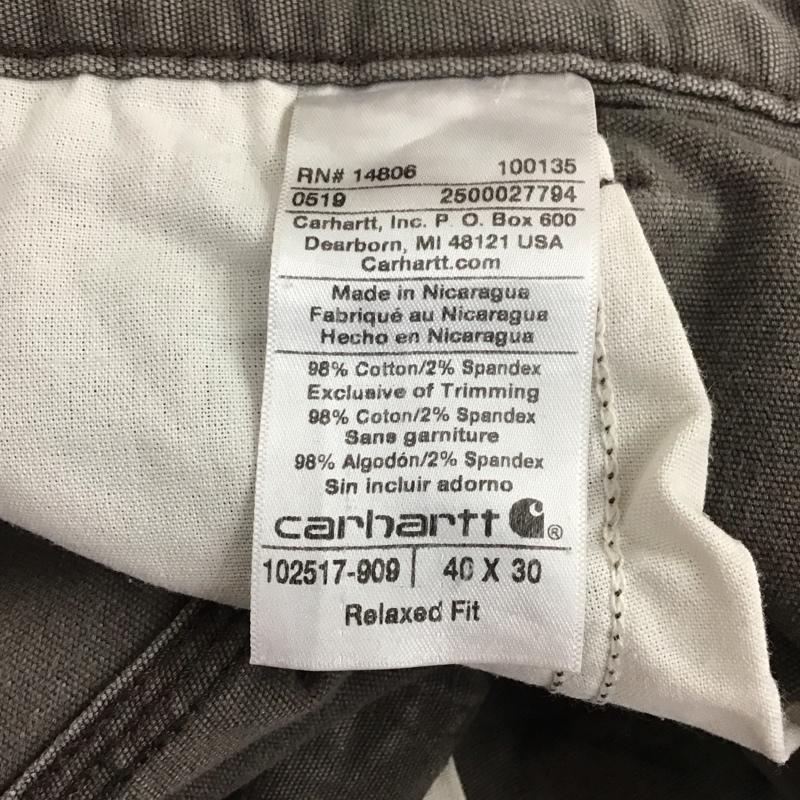 RN# 14806 100135
0519 2500027794
Carhartt, Inc. P. O. Box 600
Dearborn, MI 48121 USA
Carhartt.com
Made in Nicaragua
Fabriqué au Nicaragua
Hecho en Nicaragua
98% Cotton/2% Spandex
Exclusive of Trimming
98% Coton/2% Spandex
Sans garniture
98% Algodón/2% Spandex
Sin incluir adorno
carhartt ®
102517-909 | 40 X 30
Relaxed Fit